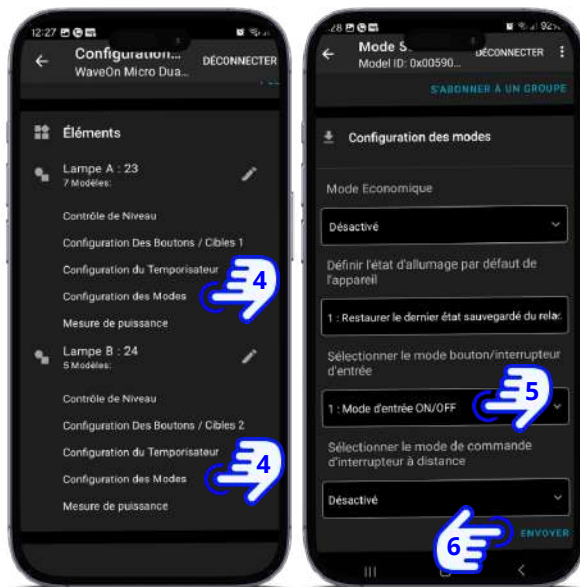 12:27
Configuration...
WaveOn Micro Dua...
DÉCONNECTER
Éléments
Lampe A : 23
7 Modèles:
Contrôle de Niveau
Configuration Des Boutons / Cibles 1
Configuration du Temporisateur
4
Configuration des Modes
Mesure de puissance
Lampe B : 24
5 Modèles:
Contrôle de Niveau
Configuration Des Boutons / Cibles 2
Configuration du Temporisateur
4
Configuration des Modes
Mesure de puissance
:28
92%
Mode S...
Model ID: 0x00590...
DÉCONNECTER
S'ABONNER À UN GROUPE
Configuration des modes
Mode Economique
Désactivé
Définir l'état d'allumage par défaut de
l'appareil
1 : Restaurer le dernier état sauvegardé du relai
Sélectionner le mode bouton/interrupteur
d'entrée
5
1 : Mode d'entrée ON/OFF
Sélectionner le mode de commande
d'interrupteur à distance
Désactivé
6
ENVOYER